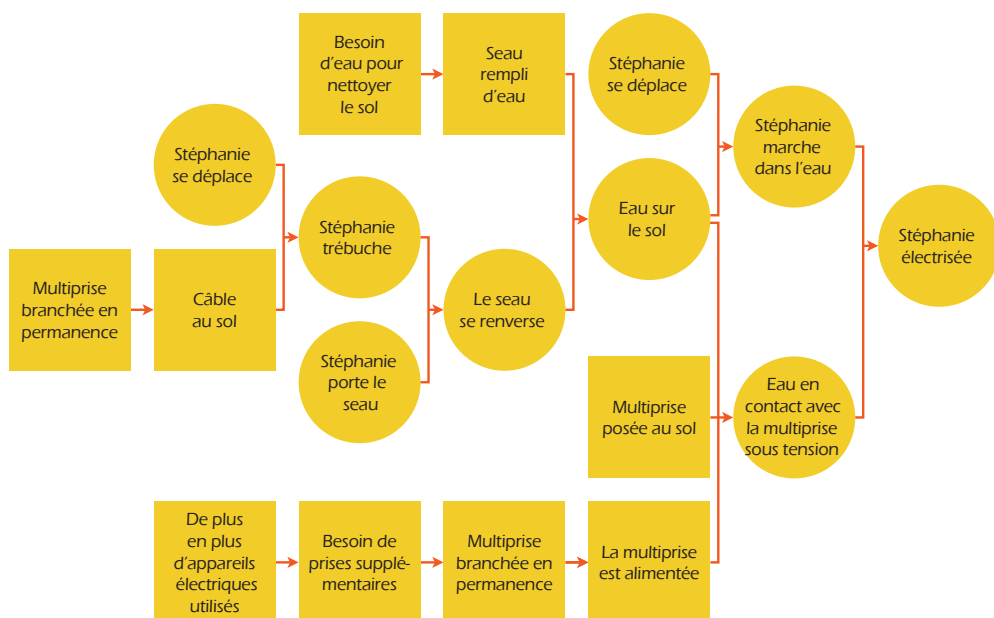 Besoin
d'eau pour
nettoyer
le sol
Seau
rempli
d'eau
Stéphanie
se déplace
Stéphanie
marche
dans l'eau
Stéphanie
se déplace
Stéphanie
trébuche
Eau sur
le sol
Stéphanie
électrisée
Multiprise
branchée en
permanence
Câble
au sol
Le seau
se renverse
Stéphanie
porte le
seau
Multiprise
posée au sol
Eau en
contact avec
la multiprise
sous tension
De plus
en plus
d'appareils
électriques
utilisés
Besoin de
prises supplé-
mentaires
Multiprise
branchée en
permanence
La multiprise
est alimentée